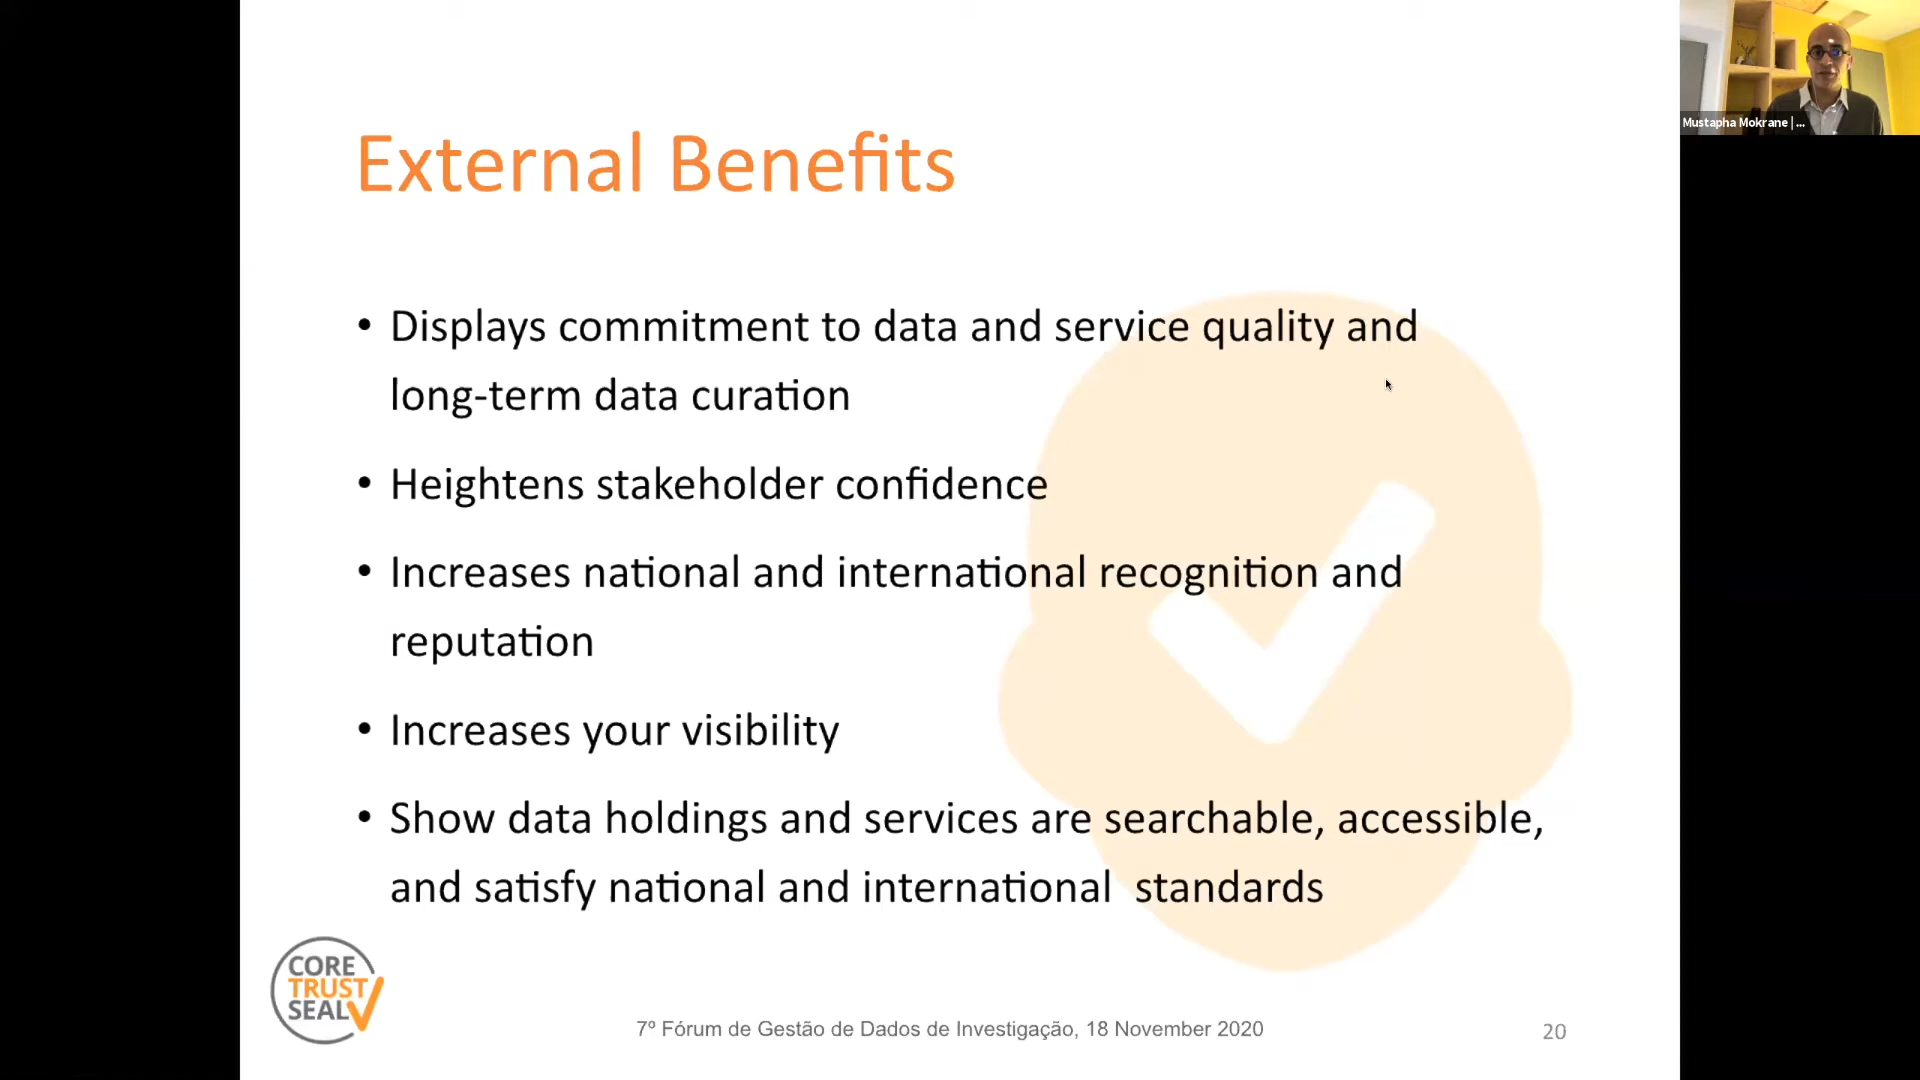 Mustapha Mokrane | ...
External Benefits
• Displays commitment to data and service quality and
long-term data curation
• Heightens stakeholder confidence
• Increases national and international recognition and
reputation
• Increases your visibility
• Show data holdings and services are searchable, accessible,
and satisfy national and international standards
CORE
TRUST
SEAL
7º Fórum de Gestão de Dados de Investigação, 18 November 2020
20